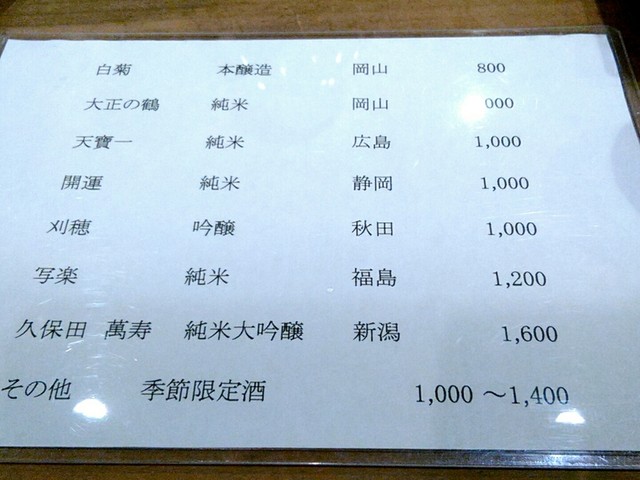 白菊 本醸造 岡山 800
大正の鶴 純米 岡山 000
天寶一 純米 広島 1,000
開運 純米 静岡 1,000
刈穂 吟醸 秋田 1,000
写楽 純米 福島 1,200
久保田 萬寿 純米大吟醸 新潟 1,600
その他 季節限定酒 1,000 ～1,400